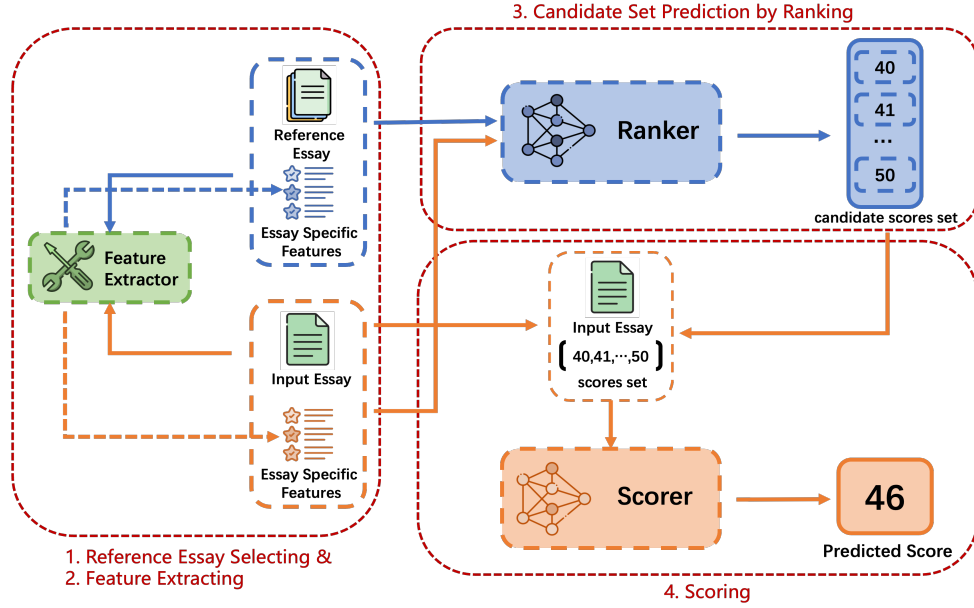 3. Candidate Set Prediction by Ranking
Reference
Essay
Essay Specific
Features
Feature
Extractor
Input Essay
Essay Specific
Features
1. Reference Essay Selecting &
2. Feature Extracting
Ranker
40
41
...
50
candidate scores set
Input Essay
{ 40,41,···,50 }
scores set
Scorer
46
Predicted Score
4. Scoring